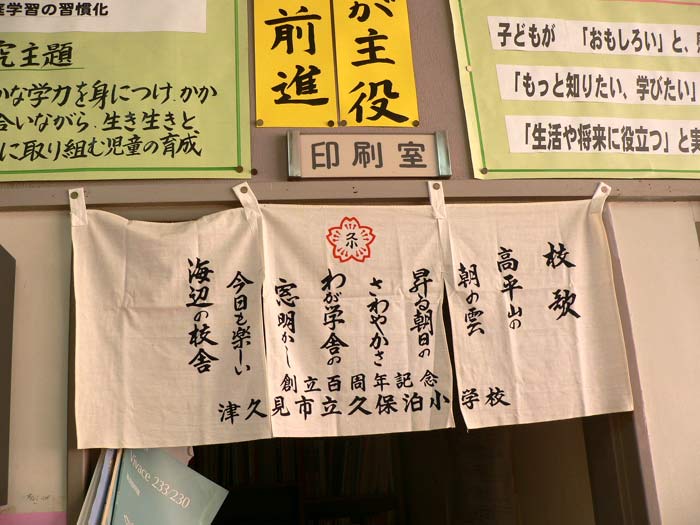 庭学習の習慣化
究主題
かな学力を身につけ、かか
合いながら、生き生きと
に取り組む児童の育成
前進
が主役
子どもが 「おもしろい」と、
「もっと知りたい、学びたい」
「生活や将来に役立つ」と実
印刷室
校歌
高平山の
朝の雲
昇る朝日の
さわやかさ
わが学舎の
窓明かし
今日も楽しい
海辺の校舎
創立百周年記念
津久見市立久保泊小学校
Vivace 233/230